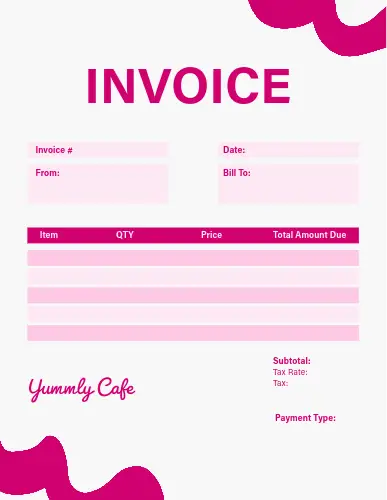 INVOICE
Invoice # Date:
From: Bill To:
Item QTY Price Total Amount Due
Subtotal:
Tax Rate:
Tax:
Yummly Cafe
Payment Type: